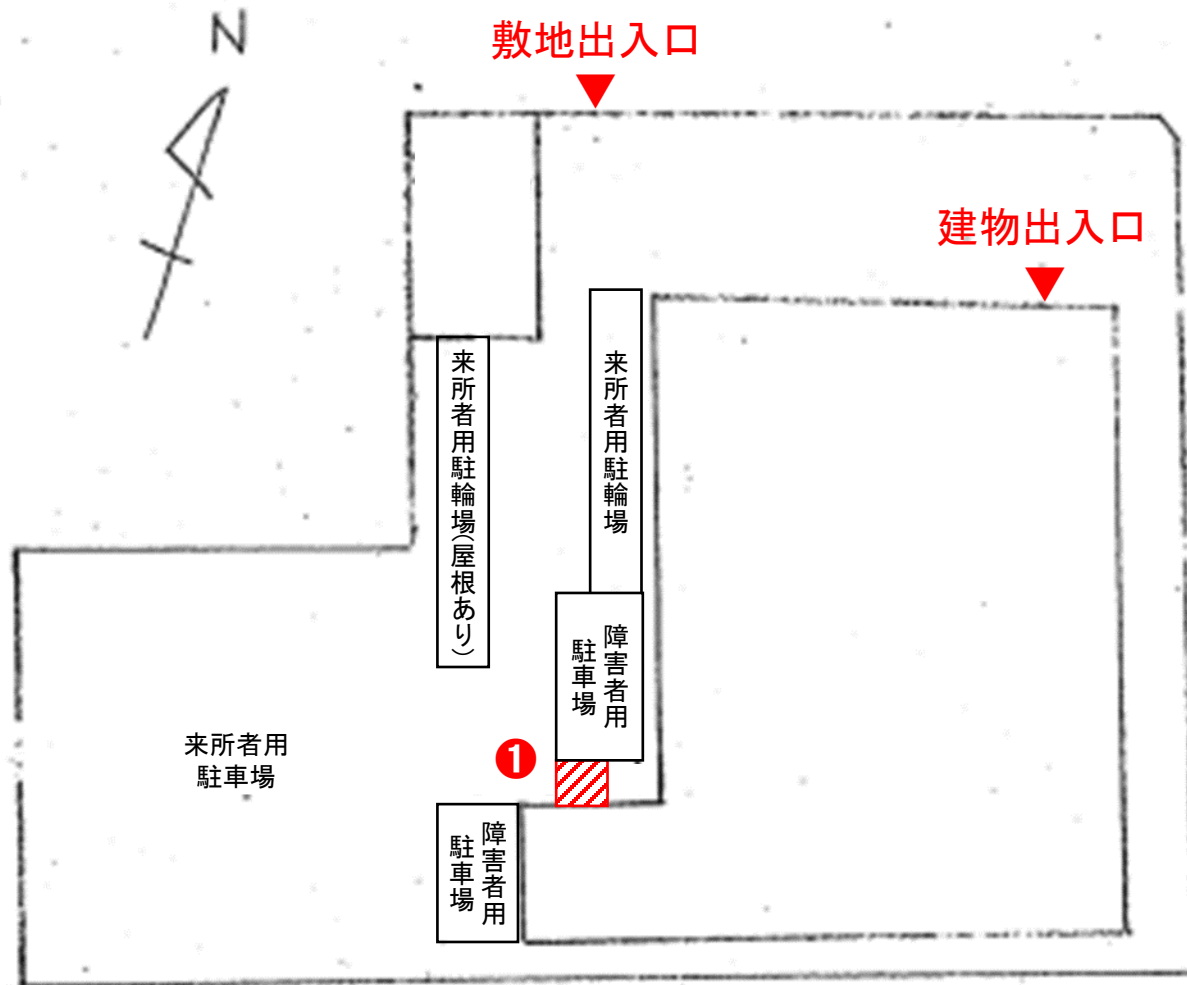 N
敷地出入口
建物出入口
来所者用駐輪場(屋根あり)
来所者用駐輪場
障害者用
駐車場
来所者用
駐車場
❶
障害者用
駐車場